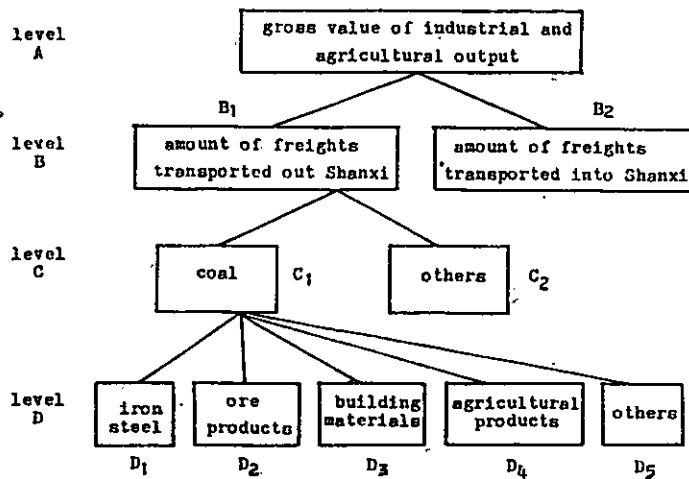 level
A
gross value of industrial and
agricultural output
B1
B2
level
B
amount of freights
transported out Shanxi
amount of freights
transported into Shanxi
level
C
coal
C1
others
C2
level
D
iron
steel
ore
products
building
materials
agricultural
products
others
D1
D2
D3
D4
D5